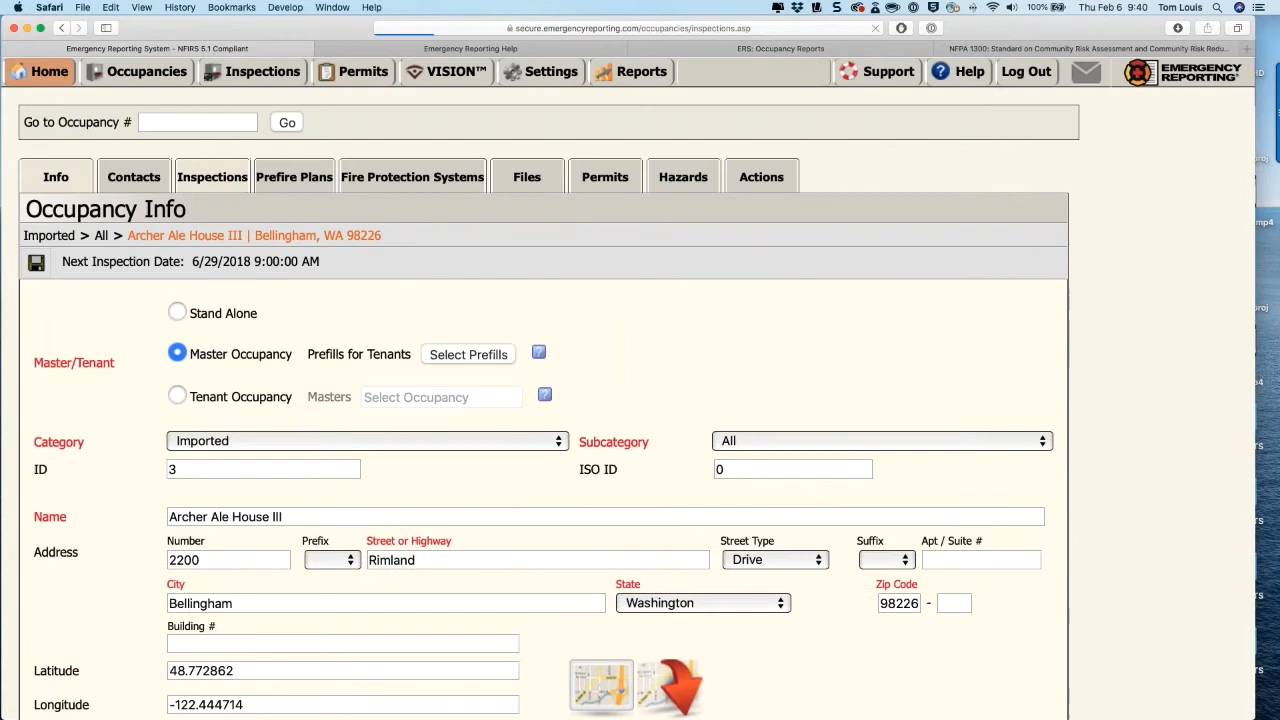 Safari File Edit View History Bookmarks Develop Window Help 100% Thu Feb 6 9:40 Tom Louis
secure.emergencyreporting.com/occupancies/inspections.asp
Emergency Reporting System - NFIRS 5.1 Compliant Emergency Reporting Help ERS: Occupancy Reports NFPA 1300: Standard on Community Risk Assessment and Community Risk Redu...
Home Occupancies Inspections Permits VISION™ Settings Reports Support Help Log Out EMERGENCY REPORTING®
Go to Occupancy # Go
Info Contacts Inspections Prefire Plans Fire Protection Systems Files Permits Hazards Actions
Occupancy Info
Imported > All > Archer Ale House III | Bellingham, WA 98226
Next Inspection Date: 6/29/2018 9:00:00 AM
Stand Alone
Master/Tenant
Master Occupancy Prefills for Tenants Select Prefills ?
Tenant Occupancy Masters Select Occupancy ?
Category Imported Subcategory All
ID 3 ISO ID 0
Name Archer Ale House III
Number Prefix Street or Highway Street Type Suffix Apt / Suite #
Address 2200 Rimland Drive
City State Zip Code
Bellingham Washington 98226 -
Building #
Latitude 48.772862
Longitude -122.444714